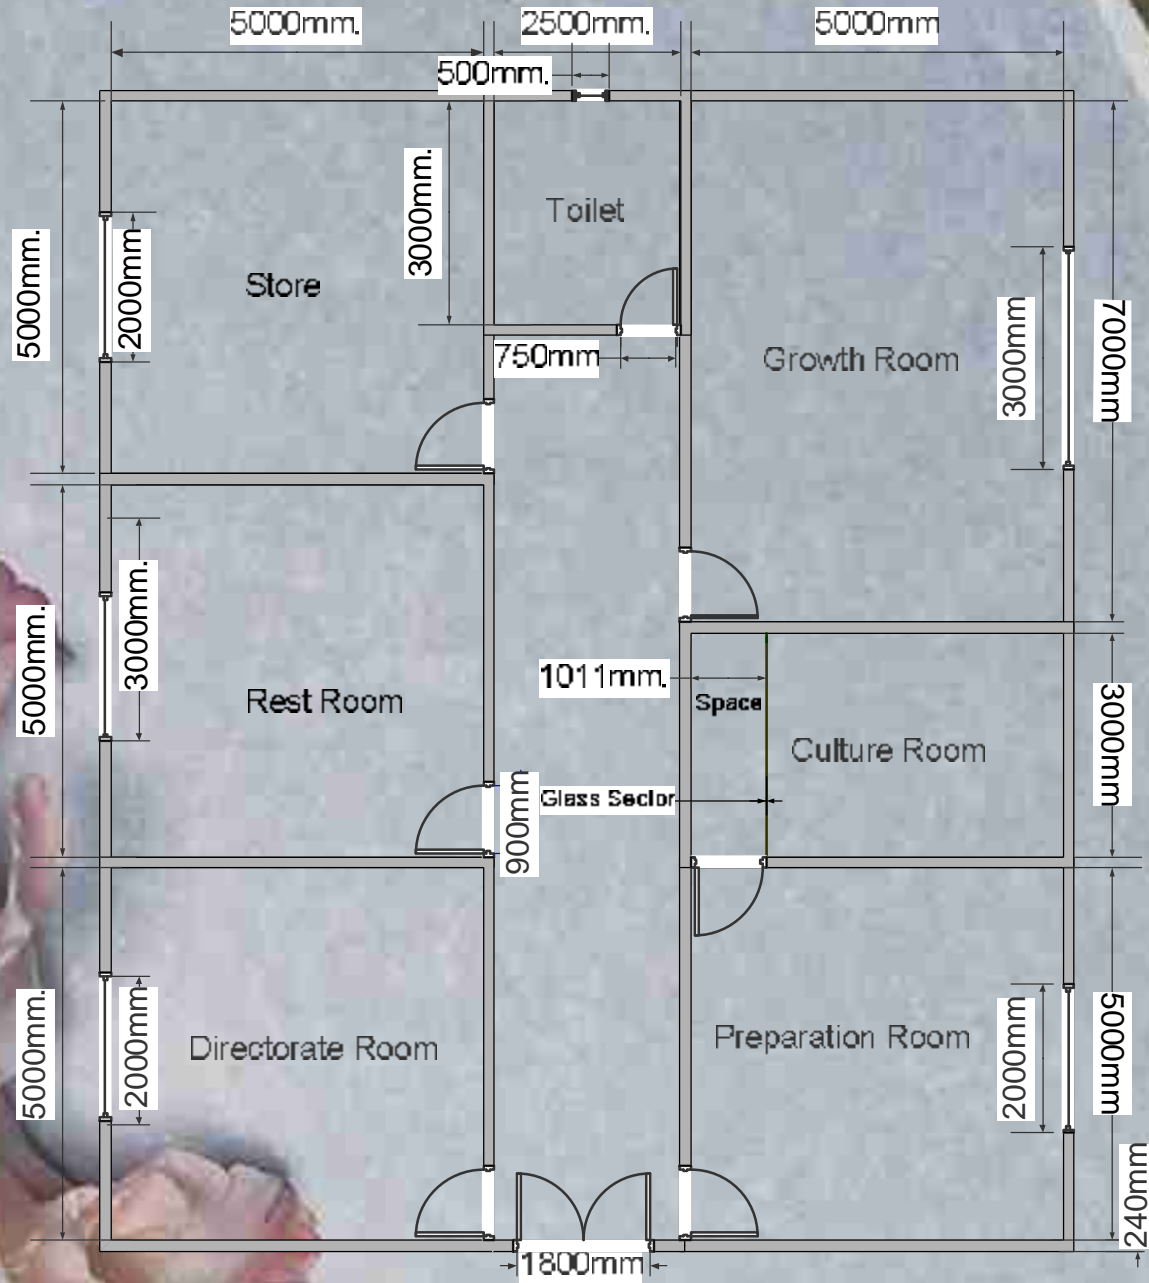 5000mm.
2500mm.
5000mm
500mm.
3000mm.
Toilet
5000mm.
2000mm
Store
3000mm
7000mm
750mm
Growth Room
5000mm.
3000mm.
Rest Room
1011mm.
Space
Culture Room
3000mm
900mm
Glass Sector
5000mm.
2000mm
Directorate Room
Preparation Room
2000mm
5000mm
240mm
1800mm